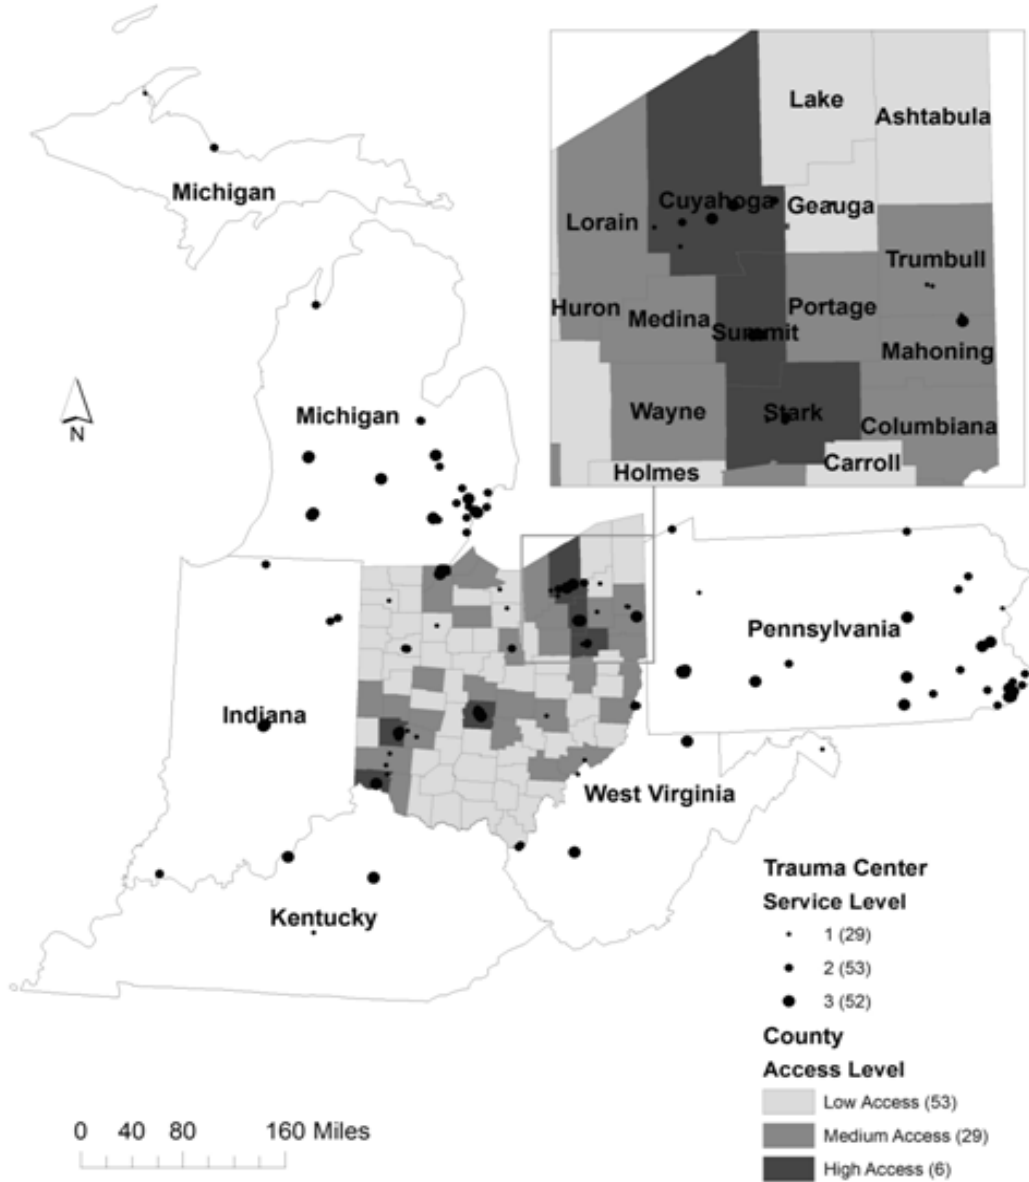 Lake
Ashtabula
Michigan
Cuyahoga
Geauga
Lorain
Trumbull
Huron
Medina
Summit
Portage
Mahoning
Michigan
N
Wayne
Stark
Columbiana
Holmes
Carroll
Pennsylvania
Indiana
West Virginia
Kentucky
Trauma Center
Service Level
1 (29)
2 (53)
3 (52)
County
Access Level
Low Access (53)
Medium Access (29)
High Access (6)
0 40 80 160 Miles